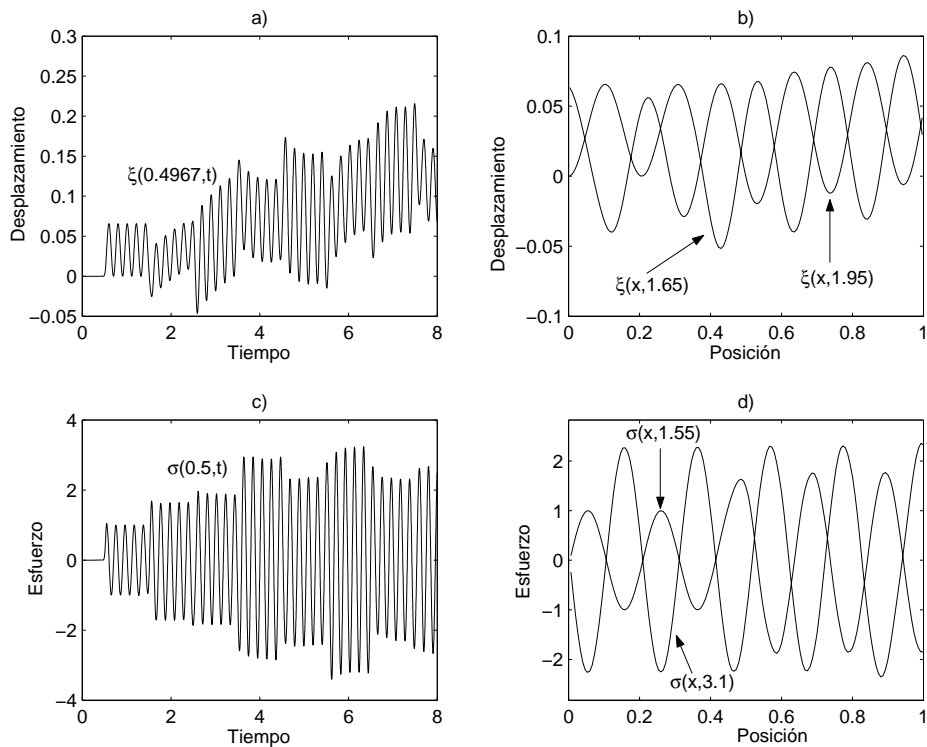 a)
0.3
0.25
0.2
0.15
0.1
0.05
0
−0.05
Desplazamiento
ξ(0.4967,t)
0 2 4 6 8
Tiempo
b)
0.1
0.05
0
−0.05
−0.1
Desplazamiento
ξ(x,1.65)
ξ(x,1.95)
0 0.2 0.4 0.6 0.8 1
Posición
c)
4
2
0
−2
−4
Esfuerzo
σ(0.5,t)
0 2 4 6 8
Tiempo
d)
2
1
0
−1
−2
Esfuerzo
σ(x,1.55)
σ(x,3.1)
0 0.2 0.4 0.6 0.8 1
Posición